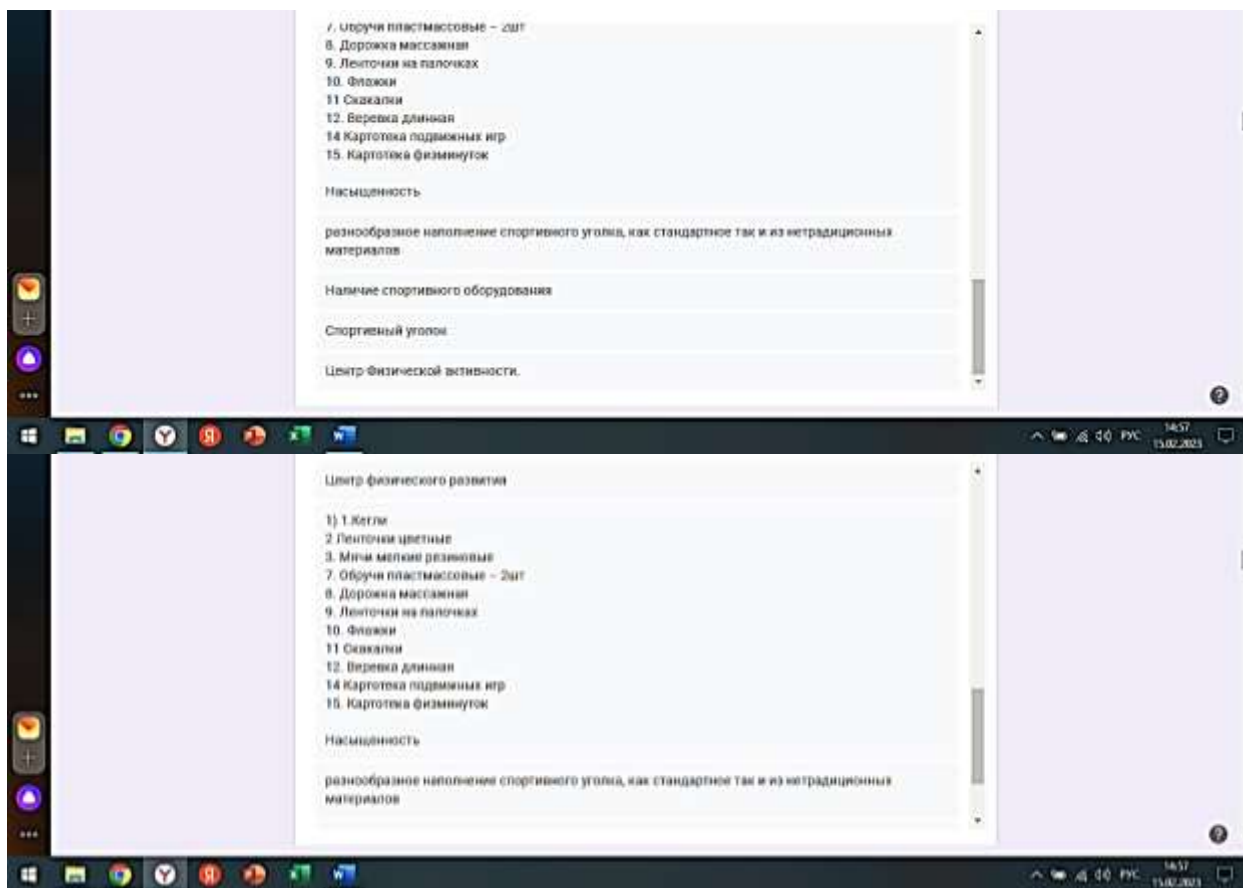 7. Обручи пластмассовые – 2шт
8. Дорожка массажная
9. Ленточки на палочках
10. Флажки
11 Скакалки
12. Веревка длинная
14 Картотека подвижных игр
15. Картотека физминуток
Насыщенность
разнообразное наполнение спортивного уголка, как стандартное так и из нетрадиционных
материалов
Наличие спортивного оборудования
Спортивный уголок
Центр Физической активности.
РУС
14:57
15.02.2023
Центр физического развития
1) 1.Кегли
2 Ленточки цветные
3. Мячи мелкие резиновые
7. Обручи пластмассовые – 2шт
8. Дорожка массажная
9. Ленточки на палочках
10. Флажки
11 Скакалки
12. Веревка длинная
14 Картотека подвижных игр
15. Картотека физминуток
Насыщенность
разнообразное наполнение спортивного уголка, как стандартное так и из нетрадиционных
материалов
РУС
14:57
15.02.2023